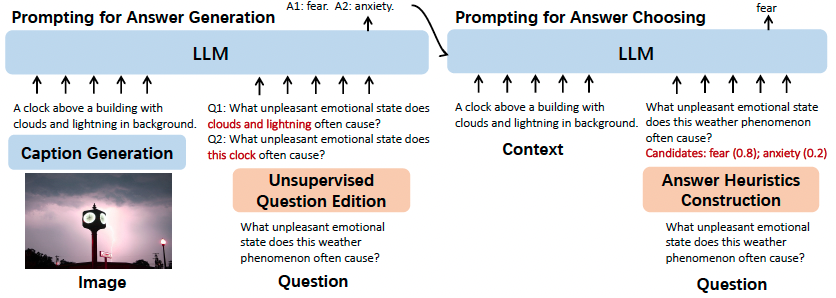 Prompting for Answer Generation
A1: fear. A2: anxiety.
LLM
A clock above a building with
clouds and lightning in background.
Caption Generation
Image
Q1: What unpleasant emotional state does
clouds and lightning often cause?
Q2: What unpleasant emotional state does
this clock often cause?
Unsupervised
Question Edition
What unpleasant emotional
state does this weather
phenomenon often cause?
Question
Prompting for Answer Choosing
fear
LLM
A clock above a building with
clouds and lightning in background.
Context
What unpleasant emotional state
does this weather phenomenon
often cause?
Candidates: fear (0.8); anxiety (0.2)
Answer Heuristics
Construction
What unpleasant emotional
state does this weather
phenomenon often cause?
Question